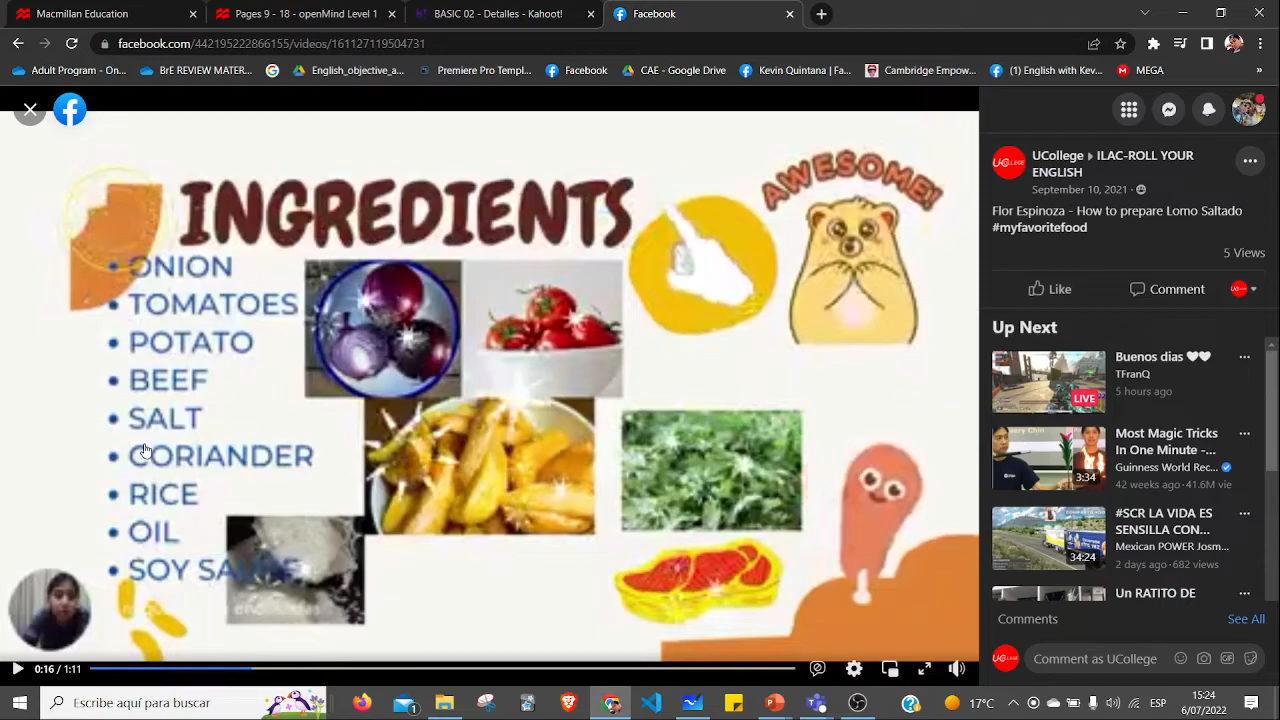 Macmillan Education
Pages 9 - 18 - openMind Level 1
BASIC 02 - Detalles - Kahoot!
Facebook
facebook.com/442195222866155/videos/161127119504731
Adult Program - On...
BrE REVIEW MATER...
English_objective_a...
Premiere Pro Templ...
Facebook
CAE - Google Drive
Kevin Quintana | Fa...
Cambridge Empow...
(1) English with Kev...
MEGA
»
AWESOME!
INGREDIENTS
• ONION
• TOMATOES
• POTATO
• BEEF
• SALT
• CORIANDER
• RICE
• OIL
• SOY SAUCE
0:16 / 1:11
UCollege
UCollege ▸ ILAC-ROLL YOUR
ENGLISH
September 10, 2021 ·
Flor Espinoza - How to prepare Lomo Saltado
#myfavoritefood
5 Views
Like
Comment
Up Next
LIVE
Buenos dias
TFranQ
5 hours ago
3:34
Most Magic Tricks
In One Minute -...
Guinness World Rec...
42 weeks ago · 41.6M vie
34:24
#SCR LA VIDA ES
SENSILLA CON...
Mexican POWER Josm...
2 days ago · 682 views
Un RATITO DE
Comments
See All
UCollege
Comment as UCollege
Escribe aquí para buscar
1
17°C
ESP
15:24
6/07/2022